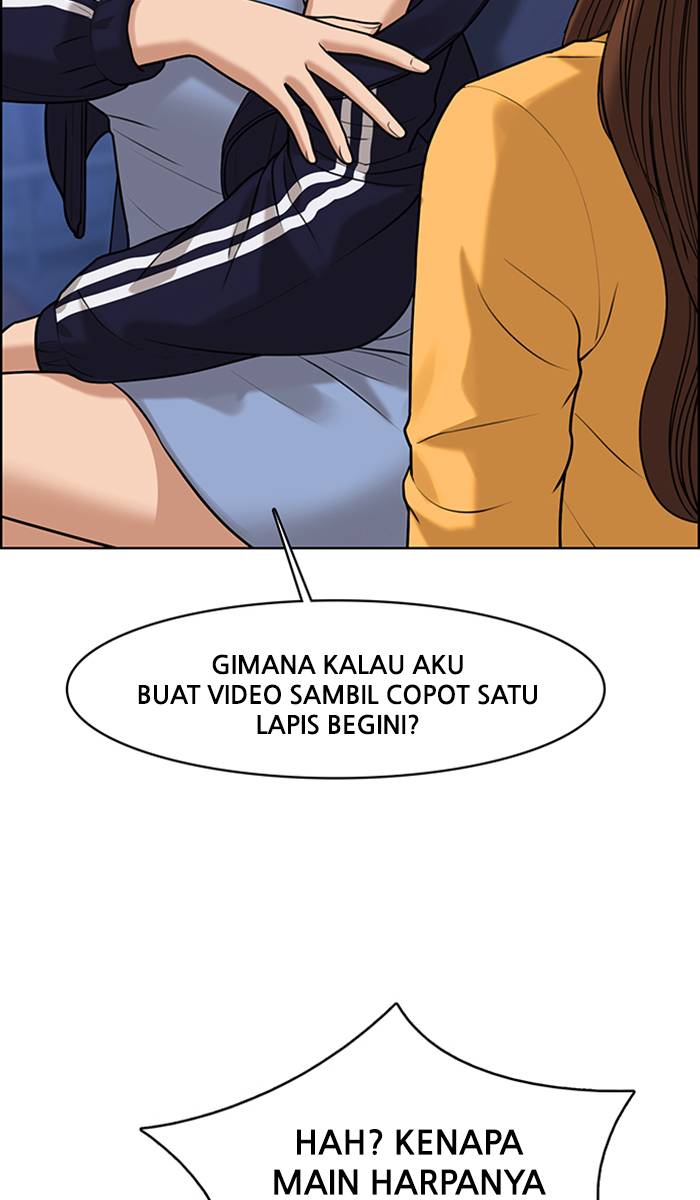 GIMANA KALAU AKU
BUAT VIDEO SAMBIL COPOT SATU
LAPIS BEGINI?
HAH? KENAPA
MAIN HARPANYA